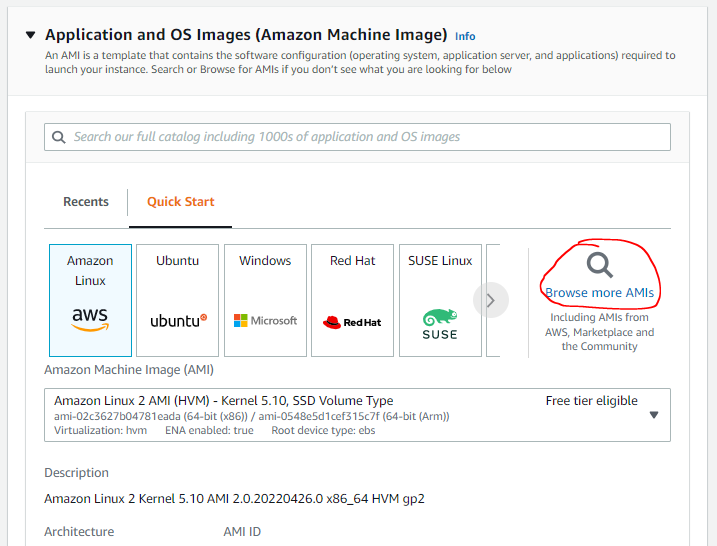 Application and OS Images (Amazon Machine Image) Info
An AMI is a template that contains the software configuration (operating system, application server, and applications) required to
launch your instance. Search or Browse for AMIs if you don’t see what you are looking for below
Search our full catalog including 1000s of application and OS images
Recents
Quick Start
Amazon
Linux
aws
Ubuntu
ubuntu
Windows
Microsoft
Red Hat
Red Hat
SUSE Linux
SUSE
Browse more AMIs
Including AMIs from
AWS, Marketplace and
the Community
Amazon Machine Image (AMI)
Amazon Linux 2 AMI (HVM) - Kernel 5.10, SSD Volume Type Free tier eligible
ami-02c3627b04781eada (64-bit (x86)) / ami-0548e5d1cef315c7f (64-bit (Arm))
Virtualization: hvm ENA enabled: true Root device type: ebs
Description
Amazon Linux 2 Kernel 5.10 AMI 2.0.20220426.0 x86_64 HVM gp2
Architecture AMI ID